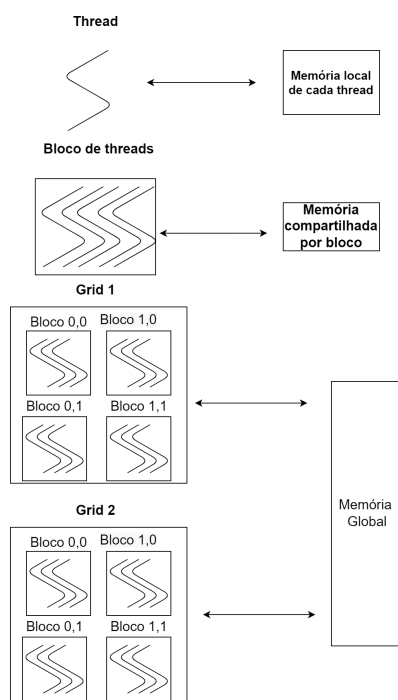 Thread
Memória local
de cada thread
Bloco de threads
Memória
compartilhada
por bloco
Grid 1
Bloco 0,0
Bloco 1,0
Bloco 0,1
Bloco 1,1
Grid 2
Bloco 0,0
Bloco 1,0
Bloco 0,1
Bloco 1,1
Memória
Global